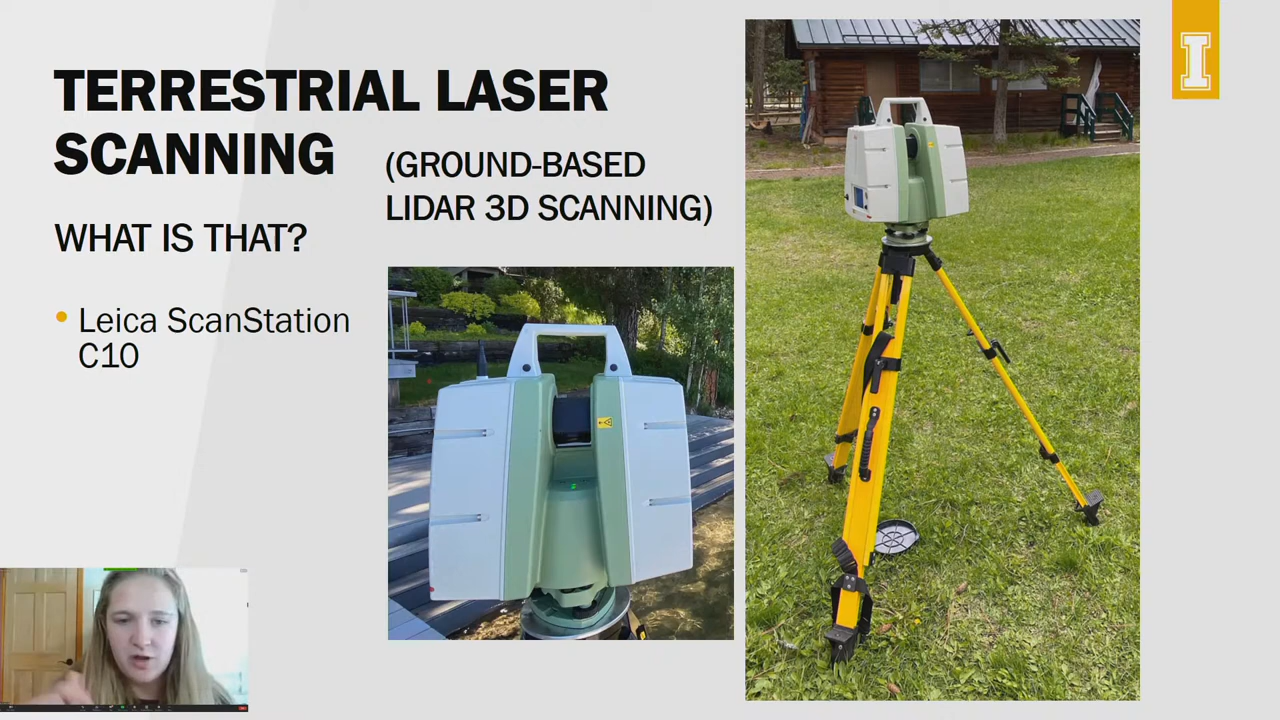 TERRESTRIAL LASER
SCANNING
(GROUND-BASED
LIDAR 3D SCANNING)
WHAT IS THAT?
• Leica ScanStation
C10
I